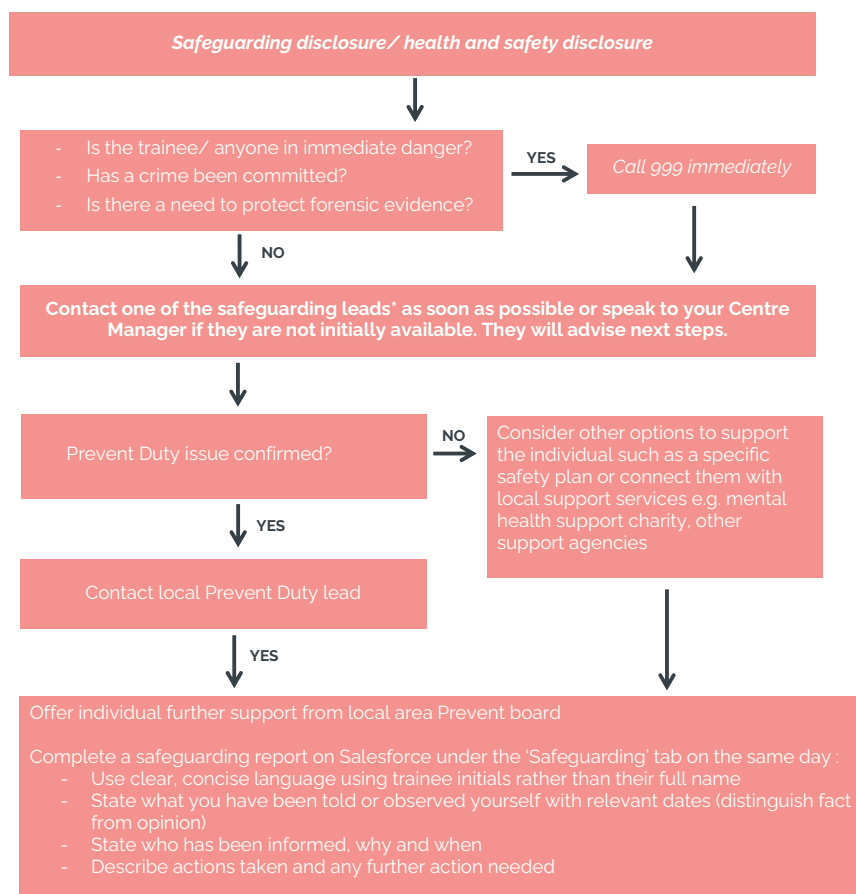 Safeguarding disclosure/ health and safety disclosure
- Is the trainee/ anyone in immediate danger?
- Has a crime been committed?
- Is there a need to protect forensic evidence?
YES
Call 999 immediately
NO
Contact one of the safeguarding leads* as soon as possible or speak to your Centre
Manager if they are not initially available. They will advise next steps.
Prevent Duty issue confirmed?
NO
Consider other options to support
the individual such as a specific
safety plan or connect them with
local support services e.g. mental
health support charity, other
support agencies
YES
Contact local Prevent Duty lead
YES
Offer individual further support from local area Prevent board
Complete a safeguarding report on Salesforce under the ‘Safeguarding’ tab on the same day :
- Use clear, concise language using trainee initials rather than their full name
- State what you have been told or observed yourself with relevant dates (distinguish fact
from opinion)
- State who has been informed, why and when
- Describe actions taken and any further action needed